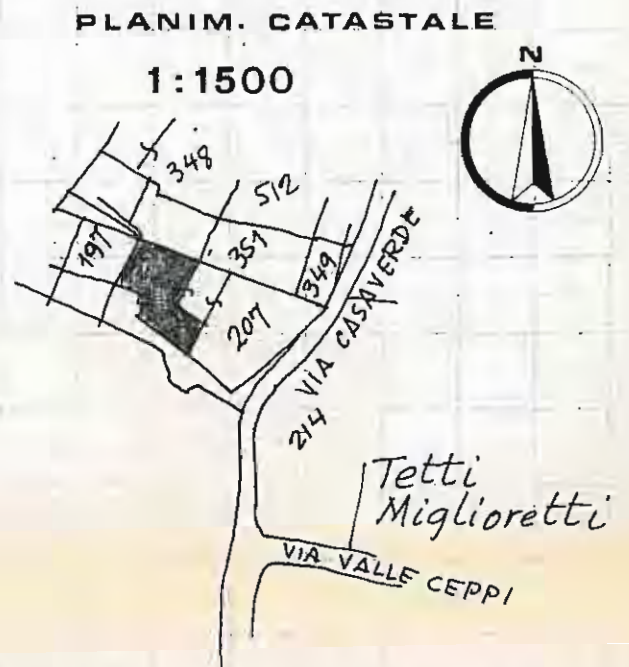 PLANIM. CATASTALE
1:1500
N
348
512
197
351
349
207
VIA CASAVERDE
214
Tetti
Miglioretti
VIA VALLE CEPPI